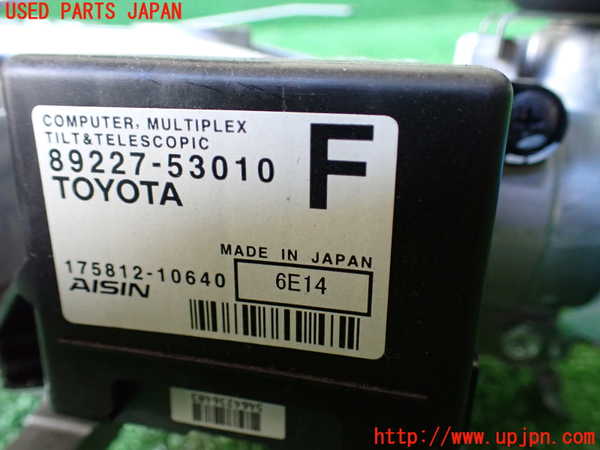 USED PARTS JAPAN
COMPUTER, MULTIPLEX
TILT&TELESCOPIC
89227-53010
TOYOTA
F
MADE IN JAPAN
175812-10640
6E14
AISIN
http://www.upjpn.com